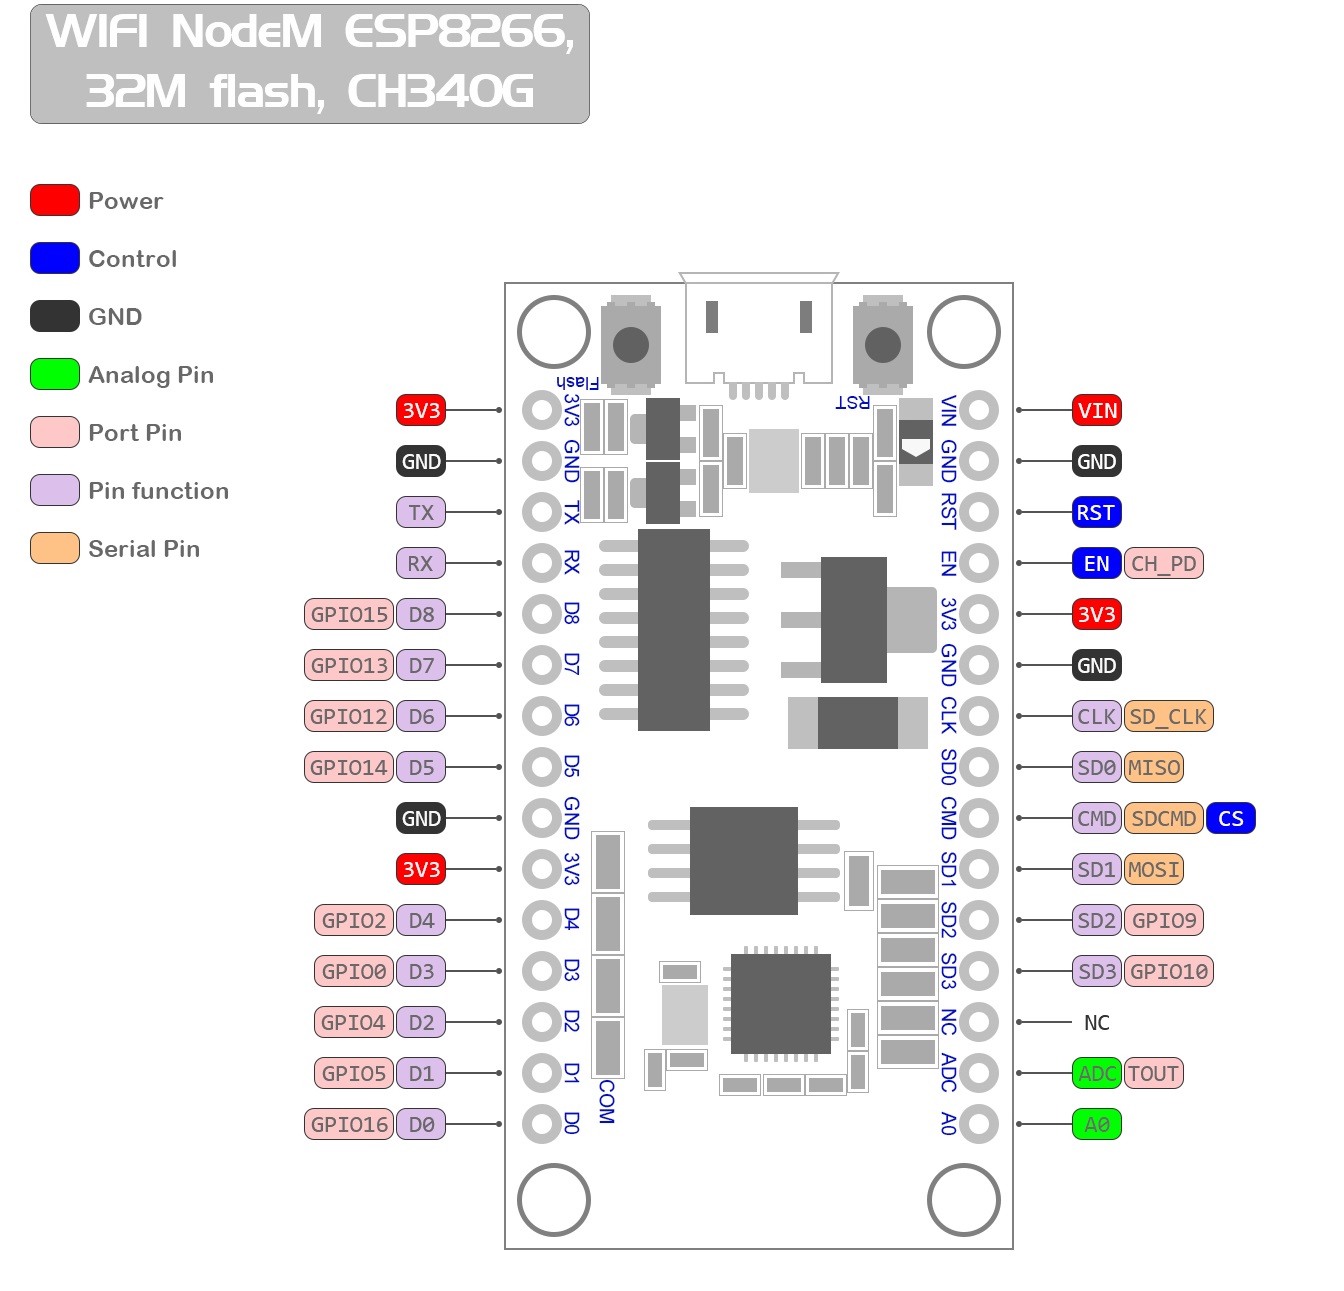 WIFI NodeM ESP8266,
32M flash, CH340G
Power
Control
GND
Analog Pin
Port Pin
Pin function
Serial Pin
Flash
RST
3V3 3V3 VIN VIN
GND GND GND GND
TX TX RST RST
RX RX EN EN CH_PD
GPIO15 D8 D8 3V3 3V3
GPIO13 D7 D7 GND GND
GPIO12 D6 D6 CLK CLK SD_CLK
GPIO14 D5 D5 SD0 SD0 MISO
GND GND CMD CMD SDCMD CS
3V3 3V3 SD1 SD1 MOSI
GPIO2 D4 D4 SD2 SD2 GPIO9
GPIO0 D3 D3 SD3 SD3 GPIO10
GPIO4 D2 D2 NC NC
GPIO5 D1 D1 ADC ADC TOUT
COM
GPIO16 D0 D0 A0 A0